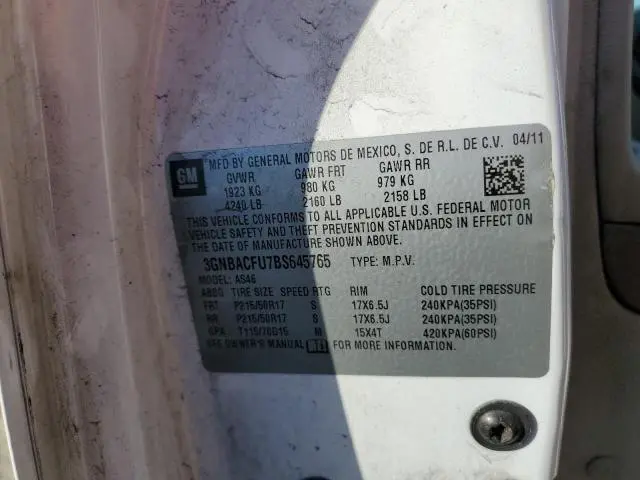 GM
MFD BY GENERAL MOTORS DE MEXICO, S. DE R.L. DE C.V. 04/11
GVWR GAWR FRT GAWR RR
1923 KG 980 KG 979 KG
4240 LB 2160 LB 2158 LB
THIS VEHICLE CONFORMS TO ALL APPLICABLE U.S. FEDERAL MOTOR
VEHICLE SAFETY AND THEFT PREVENTION STANDARDS IN EFFECT ON
THE DATE OF MANUFACTURE SHOWN ABOVE.
3GNBACFU7BS645765 TYPE: M.P.V.
MODEL: AS46
TIRE SIZE SPEED RTG RIM COLD TIRE PRESSURE
FRT P215/50R17 S 17X6.5J 240KPA(35PSI)
RR P215/50R17 S 17X6.5J 240KPA(35PSI)
SPA T115/70D15 M 15X4T 420KPA(60PSI)
SEE OWNER'S MANUAL FOR MORE INFORMATION.